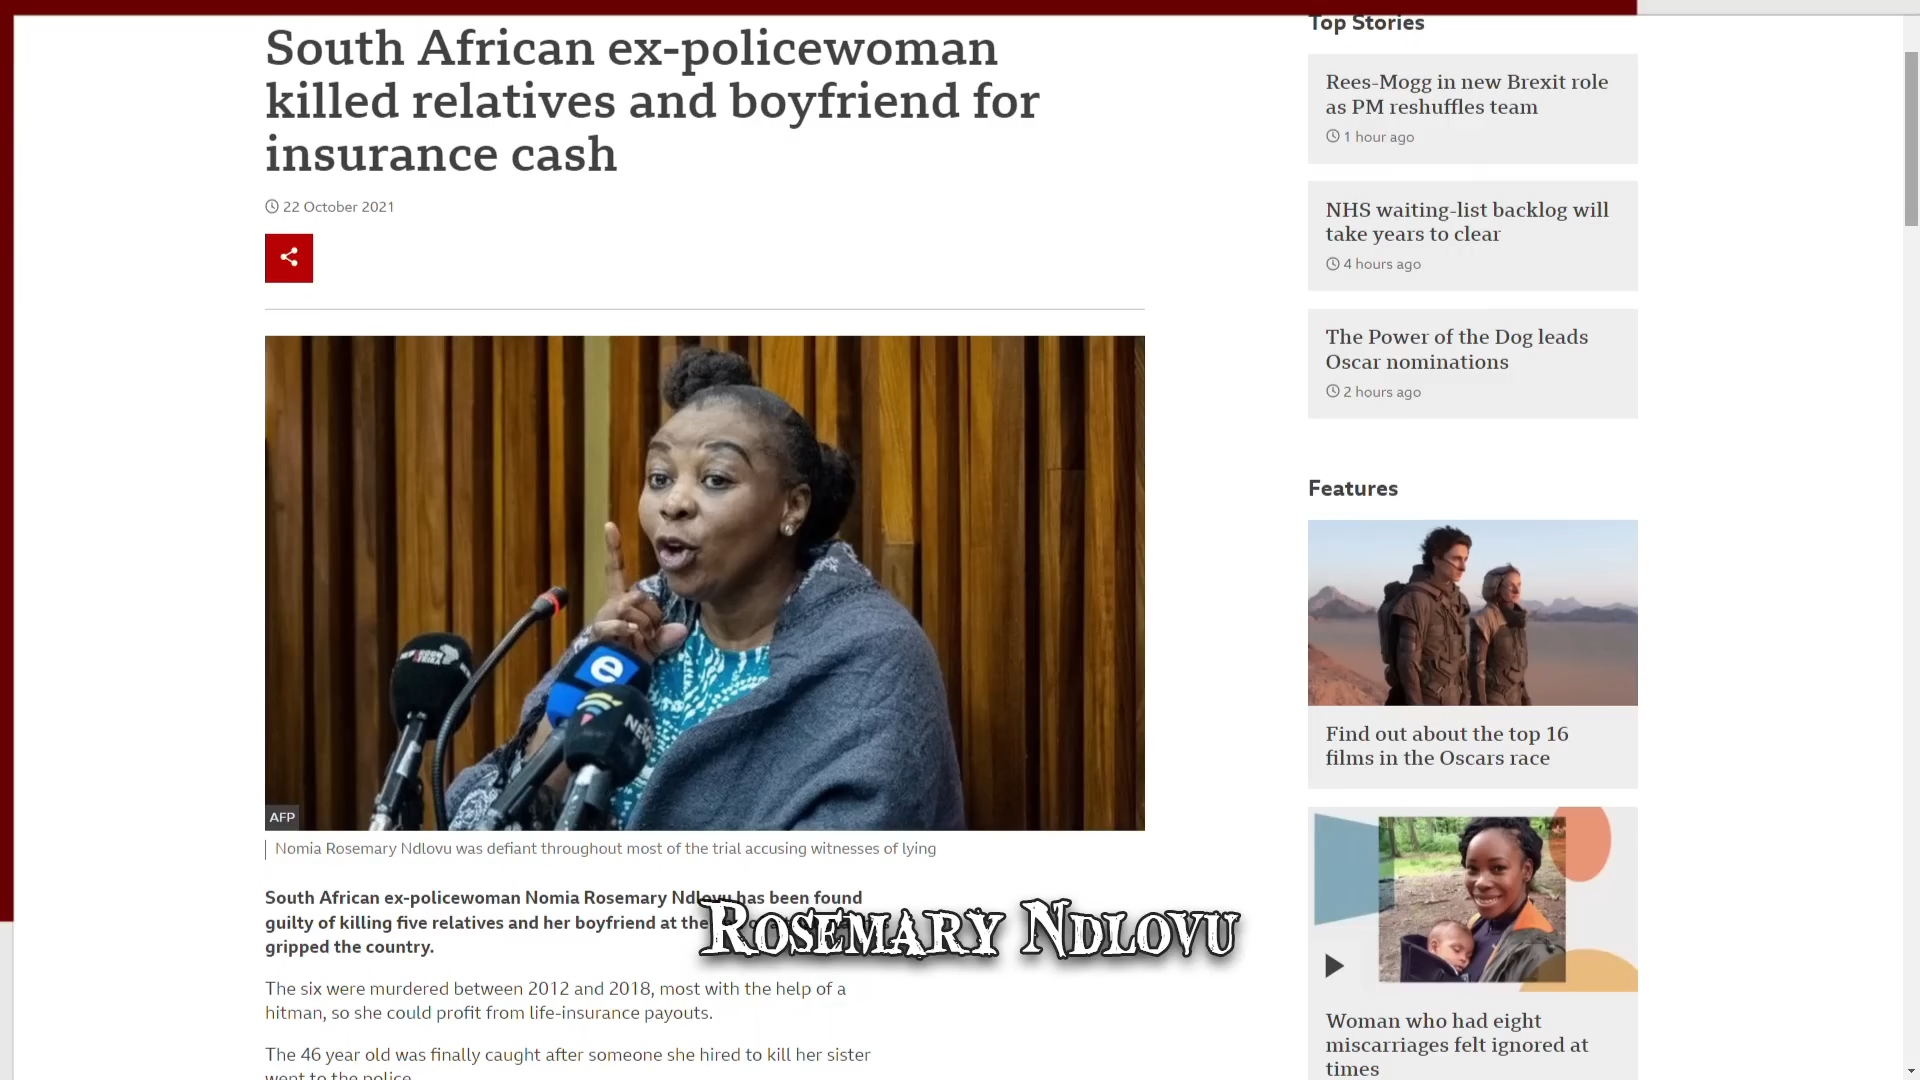 South African ex-policewoman
killed relatives and boyfriend for
insurance cash
22 October 2021
AFP
Nomia Rosemary Ndlovu was defiant throughout most of the trial accusing witnesses of lying
South African ex-policewoman Nomia Rosemary Ndlovu has been found
guilty of killing five relatives and her boyfriend at the
gripped the country.
Rosemary Ndlovu
The six were murdered between 2012 and 2018, most with the help of a
hitman, so she could profit from life-insurance payouts.
The 46 year old was finally caught after someone she hired to kill her sister
went to the police.
Top Stories
Rees-Mogg in new Brexit role
as PM reshuffles team
1 hour ago
NHS waiting-list backlog will
take years to clear
4 hours ago
The Power of the Dog leads
Oscar nominations
2 hours ago
Features
Find out about the top 16
films in the Oscars race
Woman who had eight
miscarriages felt ignored at
times
e
NEWS